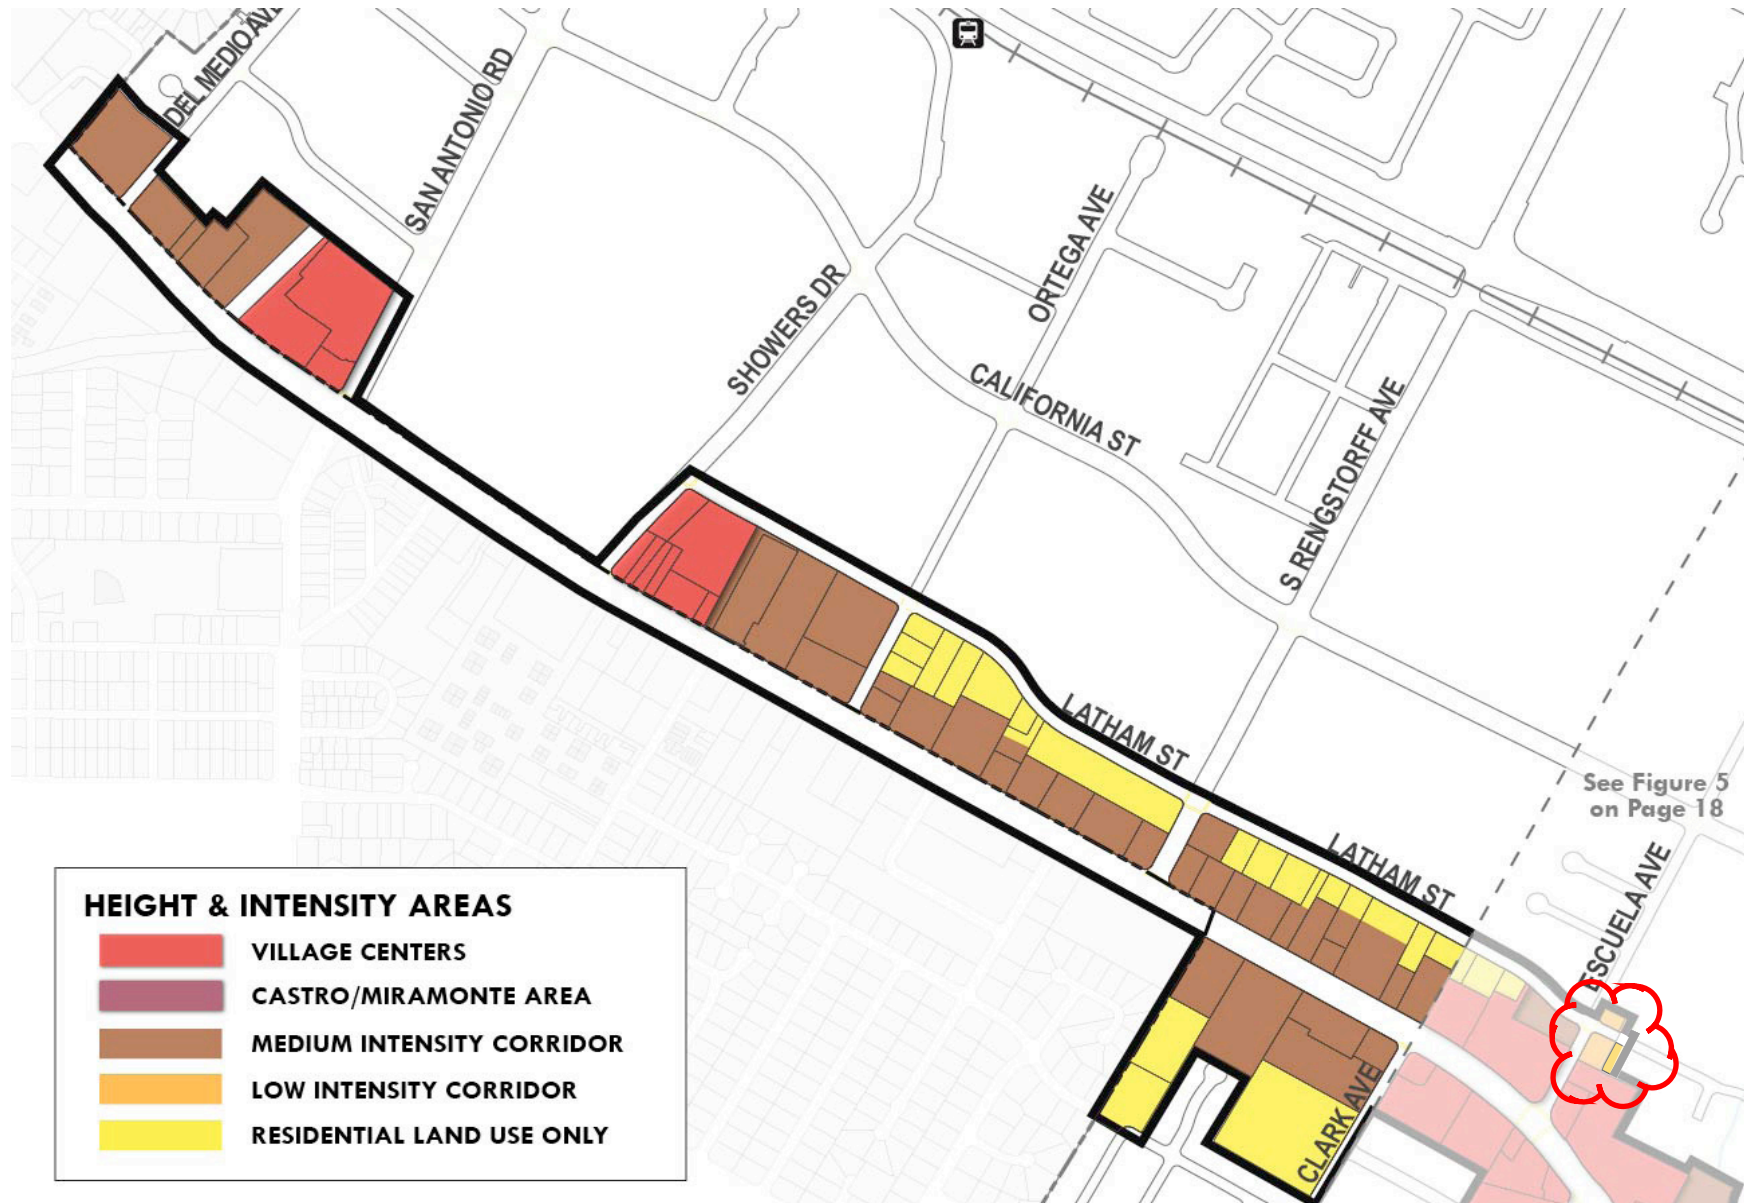 DEL MEDIO AVE
SAN ANTONIO RD
SHOWERS DR
ORTEGA AVE
CALIFORNIA ST
S RENGSTORFF AVE
LATHAM ST
LATHAM ST
See Figure 5
on Page 18
ESCUELA AVE
CLARK AVE
HEIGHT & INTENSITY AREAS
VILLAGE CENTERS
CASTRO/MIRAMONTE AREA
MEDIUM INTENSITY CORRIDOR
LOW INTENSITY CORRIDOR
RESIDENTIAL LAND USE ONLY